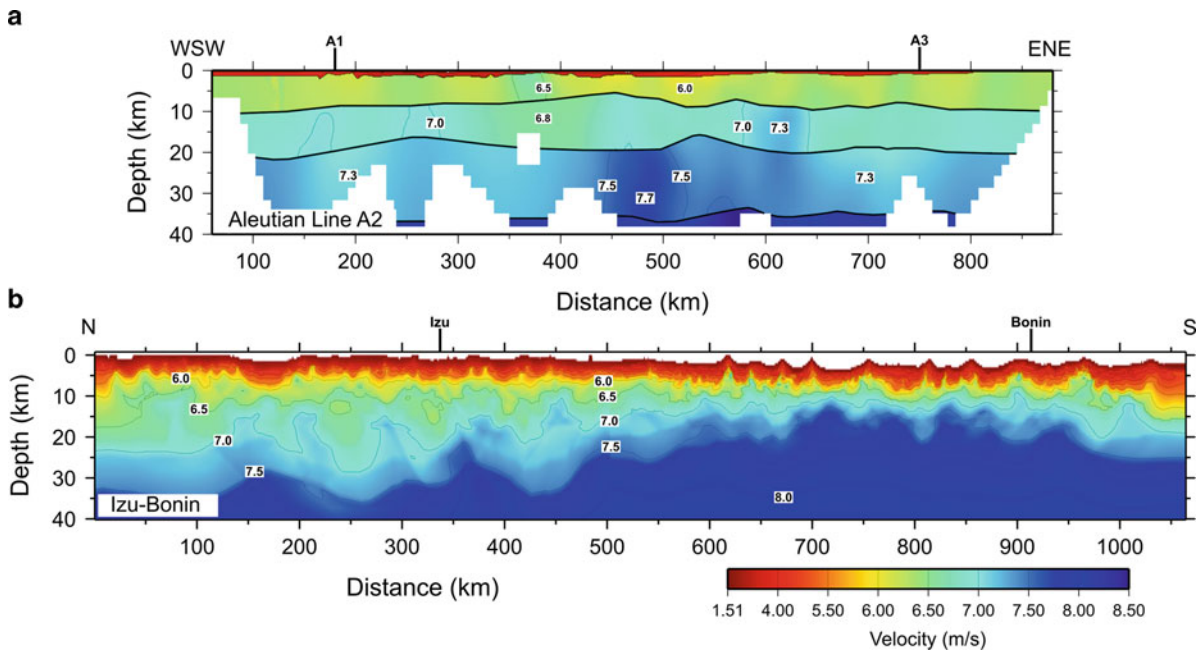 a
WSW A1 A3 ENE
0
10
20
30
40
Depth (km)
6.5 6.0
7.0 6.8 7.0 7.3
7.3 7.5 7.5 7.3
7.7
Aleutian Line A2
100 200 300 400 500 600 700 800
Distance (km)
b
N Izu Bonin S
0
10
20
30
40
Depth (km)
6.0 6.0
6.5 6.5
7.0 7.0
7.5 7.5
8.0
Izu-Bonin
0 100 200 300 400 500 600 700 800 900 1000
Distance (km)
1.51 4.00 5.50 6.00 6.50 7.00 7.50 8.00 8.50
Velocity (m/s)